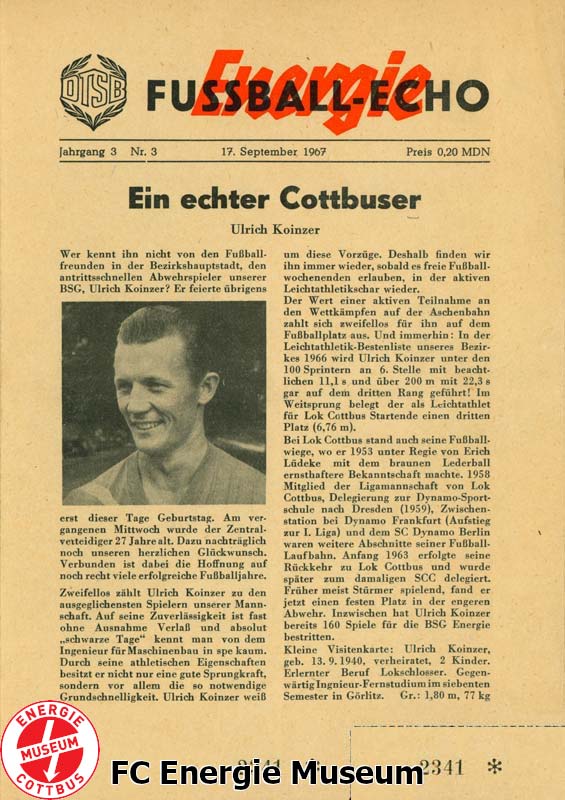 DTSB
Energie
FUSSBALL-ECHO
Jahrgang 3 Nr. 3 17. September 1967 Preis 0,20 MDN
Ein echter Cottbuser
Ulrich Koinzer
Wer kennt ihn nicht von den Fußball-
freunden in der Bezirkshauptstadt, den
antrittsschnellen Abwehrspieler unserer
BSG, Ulrich Koinzer? Er feierte übrigens
erst dieser Tage Geburtstag. Am ver-
gangenen Mittwoch wurde der Zentral-
verteidiger 27 Jahre alt. Dazu nachträglich
noch unseren herzlichen Glückwunsch.
Verbunden ist dabei die Hoffnung auf
noch recht viele erfolgreiche Fußballjahre.
Zweifellos zählt Ulrich Koinzer zu den
ausgeglichensten Spielern unserer Mann-
schaft. Auf seine Zuverlässigkeit ist fast
ohne Ausnahme Verlaß und absolut
„schwarze Tage“ kennt man von dem
Ingenieur für Maschinenbau in spe kaum.
Durch seine athletischen Eigenschaften
besitzt er nicht nur eine gute Sprungkraft,
sondern vor allem die so notwendige
Grundschnelligkeit. Ulrich Koinzer weiß
um diese Vorzüge. Deshalb finden wir
ihn immer wieder, sobald es freie Fußball-
wochenenden erlauben, in der aktiven
Leichtathletikschar wieder.
Der Wert einer aktiven Teilnahme an
den Wettkämpfen auf der Aschenbahn
zahlt sich zweifellos für ihn auf dem
Fußballplatz aus. Und immerhin: In der
Leichtathletik-Bestenliste unseres Bezir-
kes 1966 wird Ulrich Koinzer unter den
100 Sprintern an 6. Stelle mit beacht-
lichen 11,1 s und über 200 m mit 22,3 s
gar auf dem dritten Rang geführt! Im
Weitsprung belegt der als Leichtathlet
für Lok Cottbus Startende einen dritten
Platz (6,76 m).
Bei Lok Cottbus stand auch seine Fußball-
wiege, wo er 1953 unter Regie von Erich
Lüdeke mit dem braunen Lederball
ernsthaftere Bekanntschaft machte. 1958
Mitglied der Ligamannschaft von Lok
Cottbus, Delegierung zur Dynamo-Sport-
schule nach Dresden (1959), Zwischen-
station bei Dynamo Frankfurt (Aufstieg
zur I. Liga) und dem SC Dynamo Berlin
waren weitere Abschnitte seiner Fußball-
Laufbahn. Anfang 1963 erfolgte seine
Rückkehr zu Lok Cottbus und wurde
später zum damaligen SCC delegiert.
Früher meist Stürmer spielend, fand er
jetzt einen festen Platz in der engeren
Abwehr. Inzwischen hat Ulrich Koinzer
bereits 160 Spiele für die BSG Energie
bestritten.
Kleine Visitenkarte: Ulrich Koinzer,
geb. 13. 9. 1940, verheiratet, 2 Kinder.
Erlernter Beruf Lokschlosser. Gegen-
wärtig Ingnieur-Fernstudium im siebenten
Semester in Görlitz. Gr.: 1,80 m, 77 kg
ENERGIE
MUSEUM
COTTBUS
FC Energie Museum
2341 *